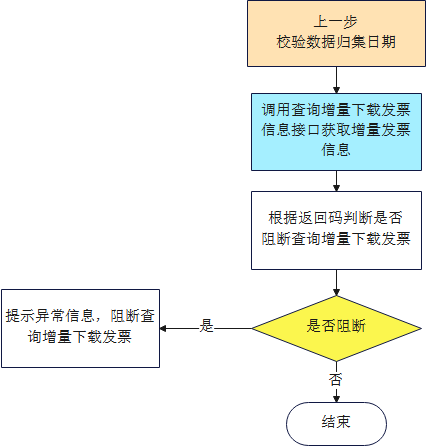 上一步
校验数据归集日期
调用查询增量下载发票
信息接口获取增量发票
信息
根据返回码判断是否
阻断查询增量下载发票
是否阻断
是
提示异常信息，阻断查
询增量下载发票
否
结束